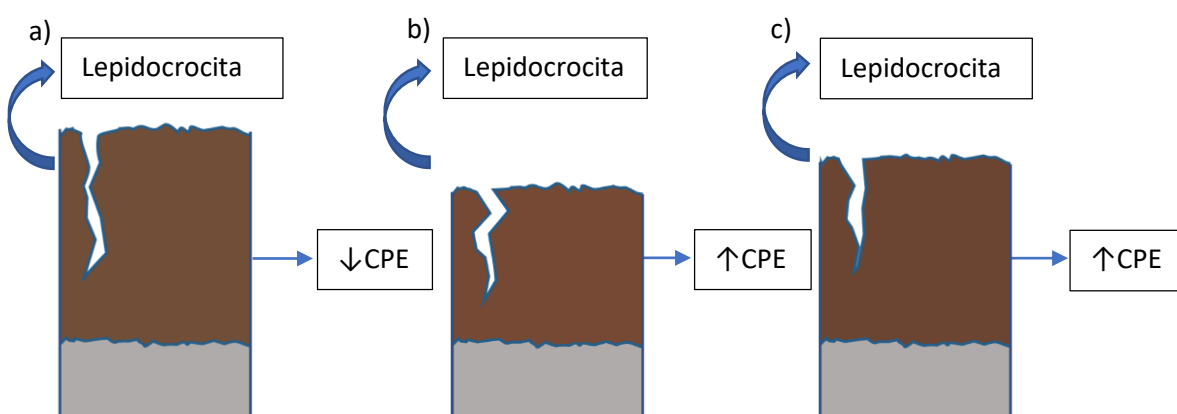 a)
Lepidocrocita
↓CPE
b)
Lepidocrocita
↑CPE
c)
Lepidocrocita
↑CPE